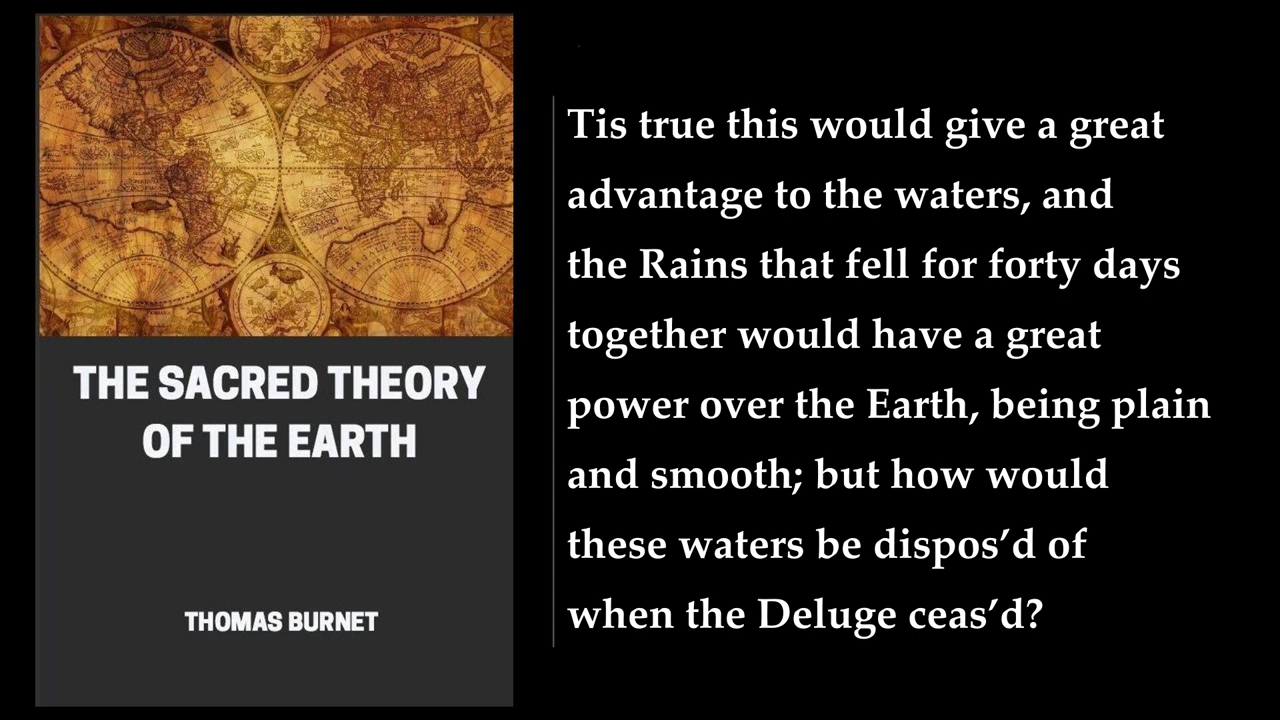 THE SACRED THEORY
OF THE EARTH
THOMAS BURNET
Tis true this would give a great
advantage to the waters, and
the Rains that fell for forty days
together would have a great
power over the Earth, being plain
and smooth; but how would
these waters be dispos’d of
when the Deluge ceas’d?